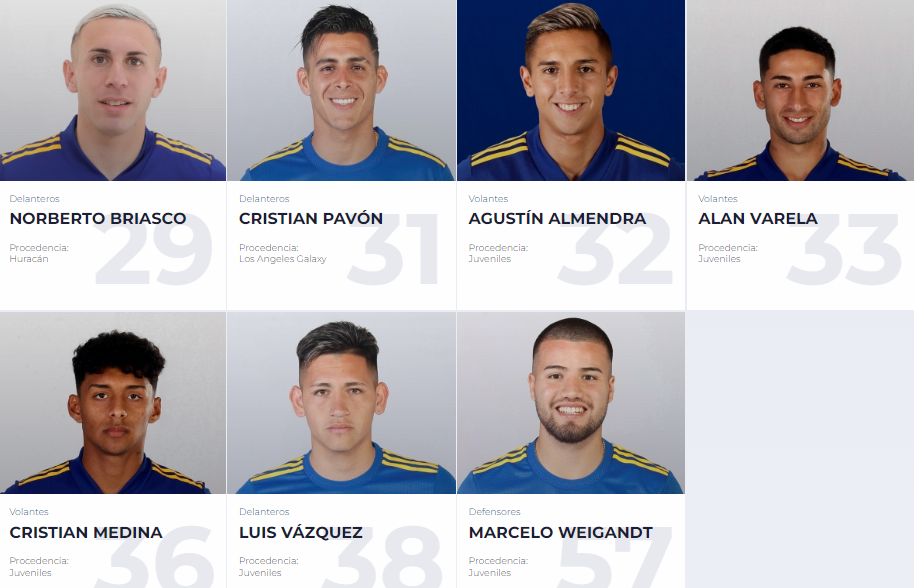 Delanteros
NORBERTO BRIASCO
Procedencia:
Huracán
29
Delanteros
CRISTIAN PAVÓN
Procedencia:
Los Angeles Galaxy
31
Volantes
AGUSTÍN ALMENDRA
Procedencia:
Juveniles
32
Volantes
ALAN VARELA
Procedencia:
Juveniles
33
Volantes
CRISTIAN MEDINA
Procedencia:
Juveniles
36
Delanteros
LUIS VÁZQUEZ
Procedencia:
Juveniles
38
Defensores
MARCELO WEIGANDT
Procedencia:
Juveniles
57